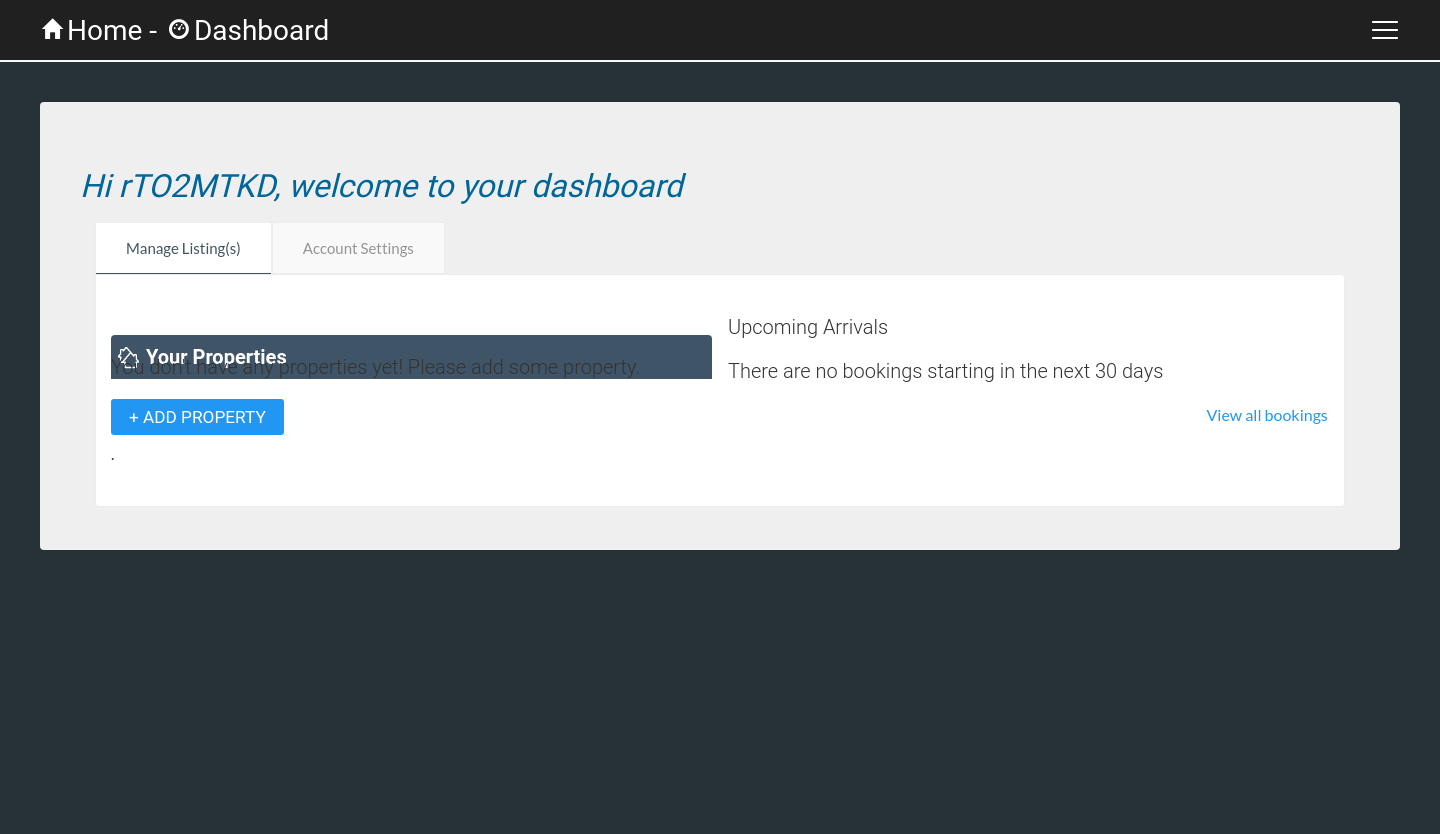 Home - Dashboard
Hi rTO2MTKD, welcome to your dashboard
Manage Listing(s)
Account Settings
Your Properties
You don't have any properties yet! Please add some property.
+ ADD PROPERTY
.
Upcoming Arrivals
There are no bookings starting in the next 30 days
View all bookings